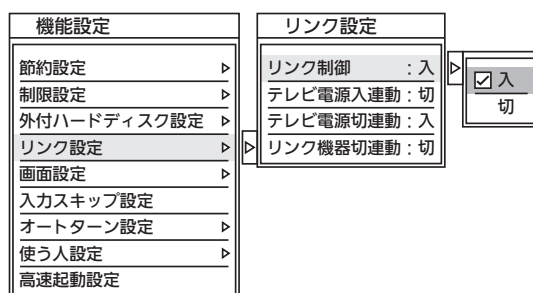 機能設定
節約設定
制限設定
外付ハードディスク設定
リンク設定
画面設定
入力スキップ設定
オートターン設定
使う人設定
高速起動設定
リンク設定
リンク制御 :入
テレビ電源入連動:切
テレビ電源切連動:入
リンク機器切連動:切
入
切